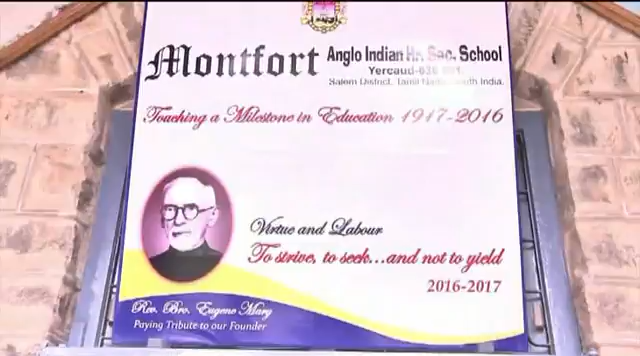 Montfort Anglo Indian Hr. Sec. School
Yercaud-636
Salem District, Tamil South India.
Touching a Milestone in Education 1917-2016
Virtue and Labour
To strive, to seek...and not to yield
2016-2017
Rev. Bro. Eugene Mary
Paying Tribute to our Founder